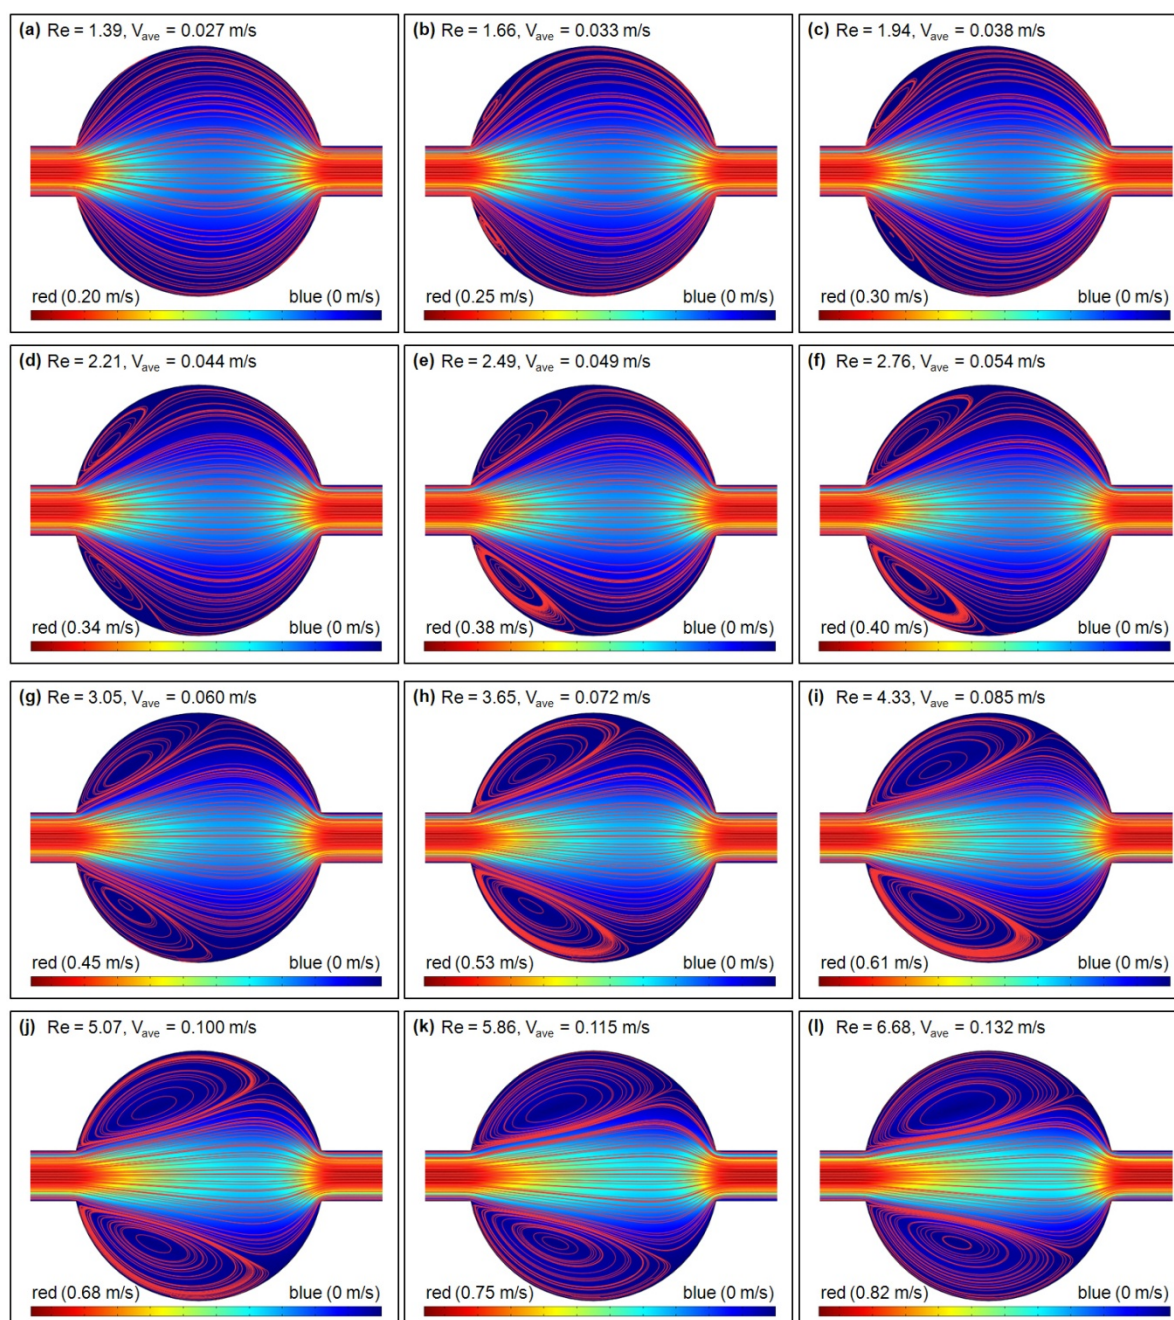 (a) Re = 1.39, Vave = 0.027 m/s
red (0.20 m/s) blue (0 m/s)
(b) Re = 1.66, Vave = 0.033 m/s
red (0.25 m/s) blue (0 m/s)
(c) Re = 1.94, Vave = 0.038 m/s
red (0.30 m/s) blue (0 m/s)
(d) Re = 2.21, Vave = 0.044 m/s
red (0.34 m/s) blue (0 m/s)
(e) Re = 2.49, Vave = 0.049 m/s
red (0.38 m/s) blue (0 m/s)
(f) Re = 2.76, Vave = 0.054 m/s
red (0.40 m/s) blue (0 m/s)
(g) Re = 3.05, Vave = 0.060 m/s
red (0.45 m/s) blue (0 m/s)
(h) Re = 3.65, Vave = 0.072 m/s
red (0.53 m/s) blue (0 m/s)
(i) Re = 4.33, Vave = 0.085 m/s
red (0.61 m/s) blue (0 m/s)
(j) Re = 5.07, Vave = 0.100 m/s
red (0.68 m/s) blue (0 m/s)
(k) Re = 5.86, Vave = 0.115 m/s
red (0.75 m/s) blue (0 m/s)
(l) Re = 6.68, Vave = 0.132 m/s
red (0.82 m/s) blue (0 m/s)